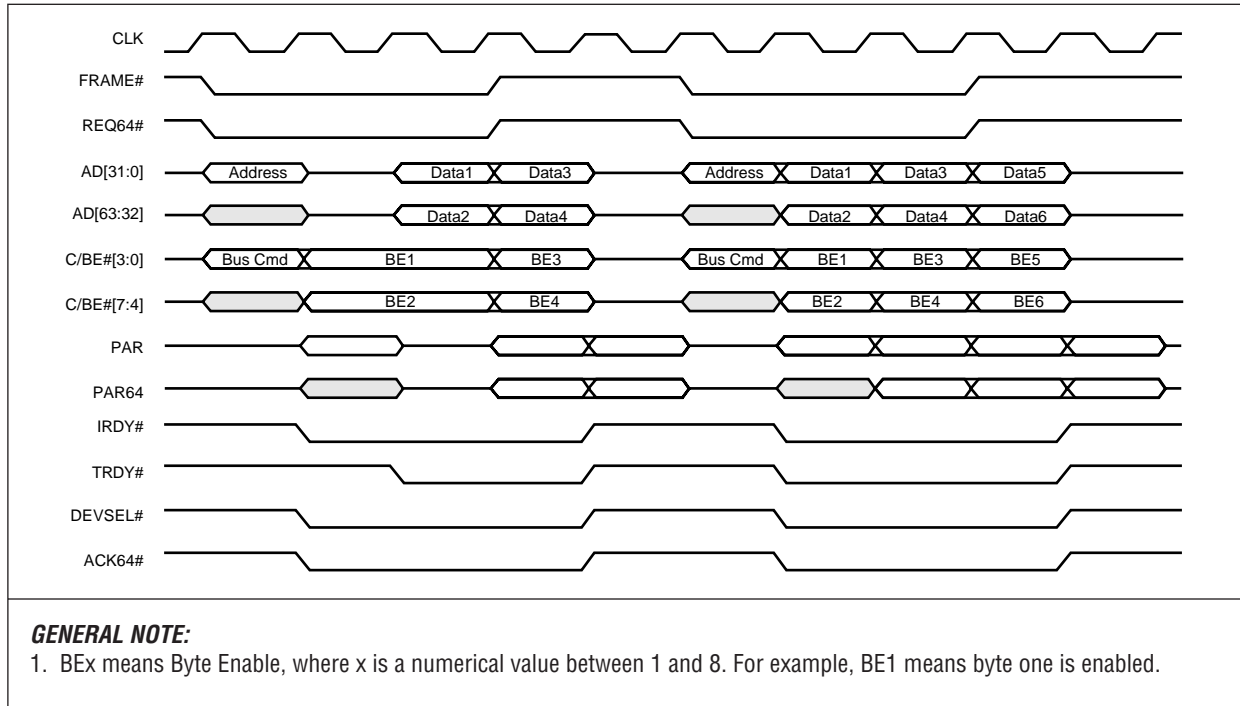 CLK
FRAME#
REQ64#
AD[31:0] Address Data1 Data3 Address Data1 Data3 Data5
AD[63:32] Data2 Data4 Data2 Data4 Data6
C/BE#[3:0] Bus Cmd BE1 BE3 Bus Cmd BE1 BE3 BE5
C/BE#[7:4] BE2 BE4 BE2 BE4 BE6
PAR
PAR64
IRDY#
TRDY#
DEVSEL#
ACK64#
GENERAL NOTE:
1. BEx means Byte Enable, where x is a numerical value between 1 and 8. For example, BE1 means byte one is enabled.